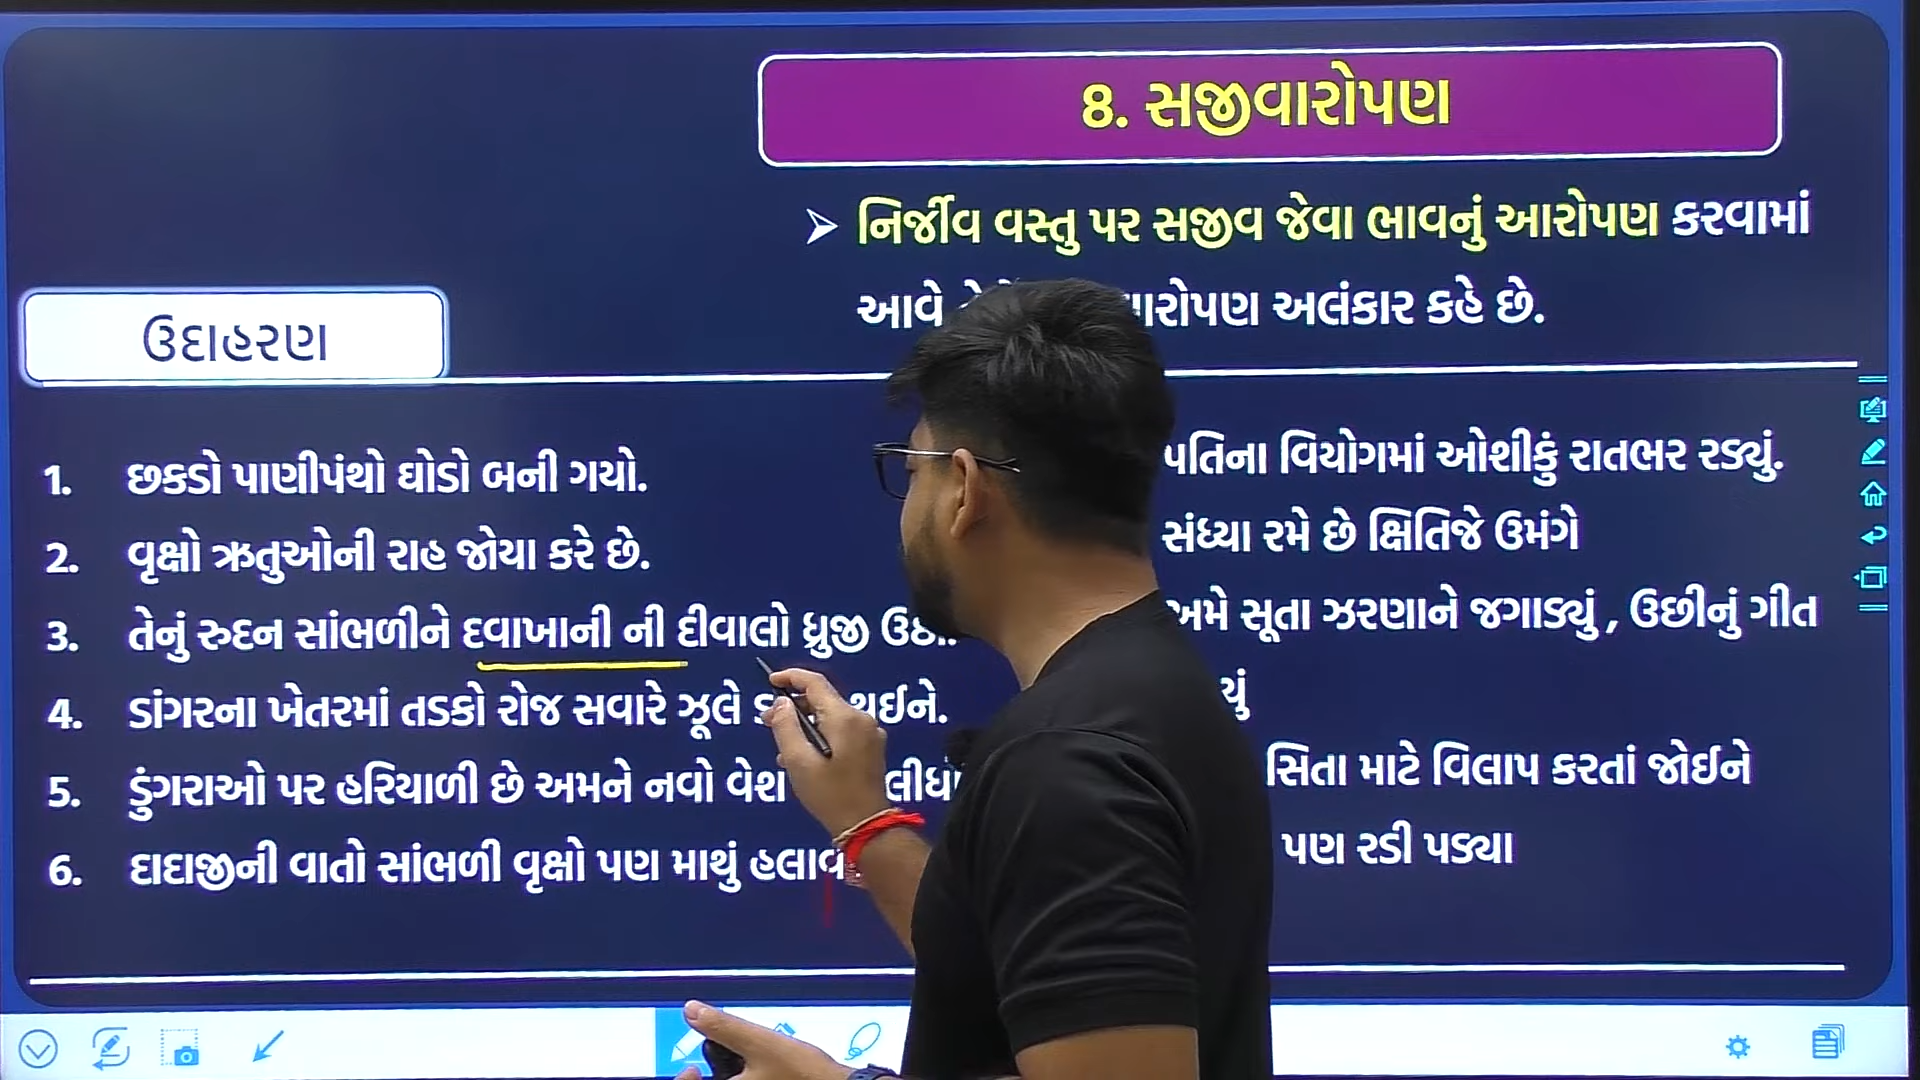 8. સજીવારોપણ
➢ નિર્જીવ વસ્તુ પર સજીવ જેવા ભાવનું આરોપણ કરવામાં
આવે અલંકાર કહે છે.
ઉદાહરણ
1. છકડો પાણીપંથો ઘોડો બની ગયો.
2. વૃક્ષો ઋતુઓની રાહ જોયા કરે છે.
3. તેનું રુદન સાંભળીને દવાખાની ની દીવાલો ધ્રુજી
4. ડાંગરના ખેતરમાં તડકો રોજ સવારે ઝૂલે થઈને.
5. ડુંગરાઓ પર હરિયાળી છે અમને નવો વેશ
6. દાદાજીની વાતો સાંભળી વૃક્ષો પણ માથું
પતિના વિયોગમાં ઓશીકું રાતભર રડ્યું.
સંધ્યા રમે છે ક્ષિતિજે ઉમંગે
અમે સૂતા ઝરણાને જગાડ્યું , ઉછીનું ગીત
સિતા માટે વિલાપ કરતાં જોઈને
પણ રડી પડ્યા